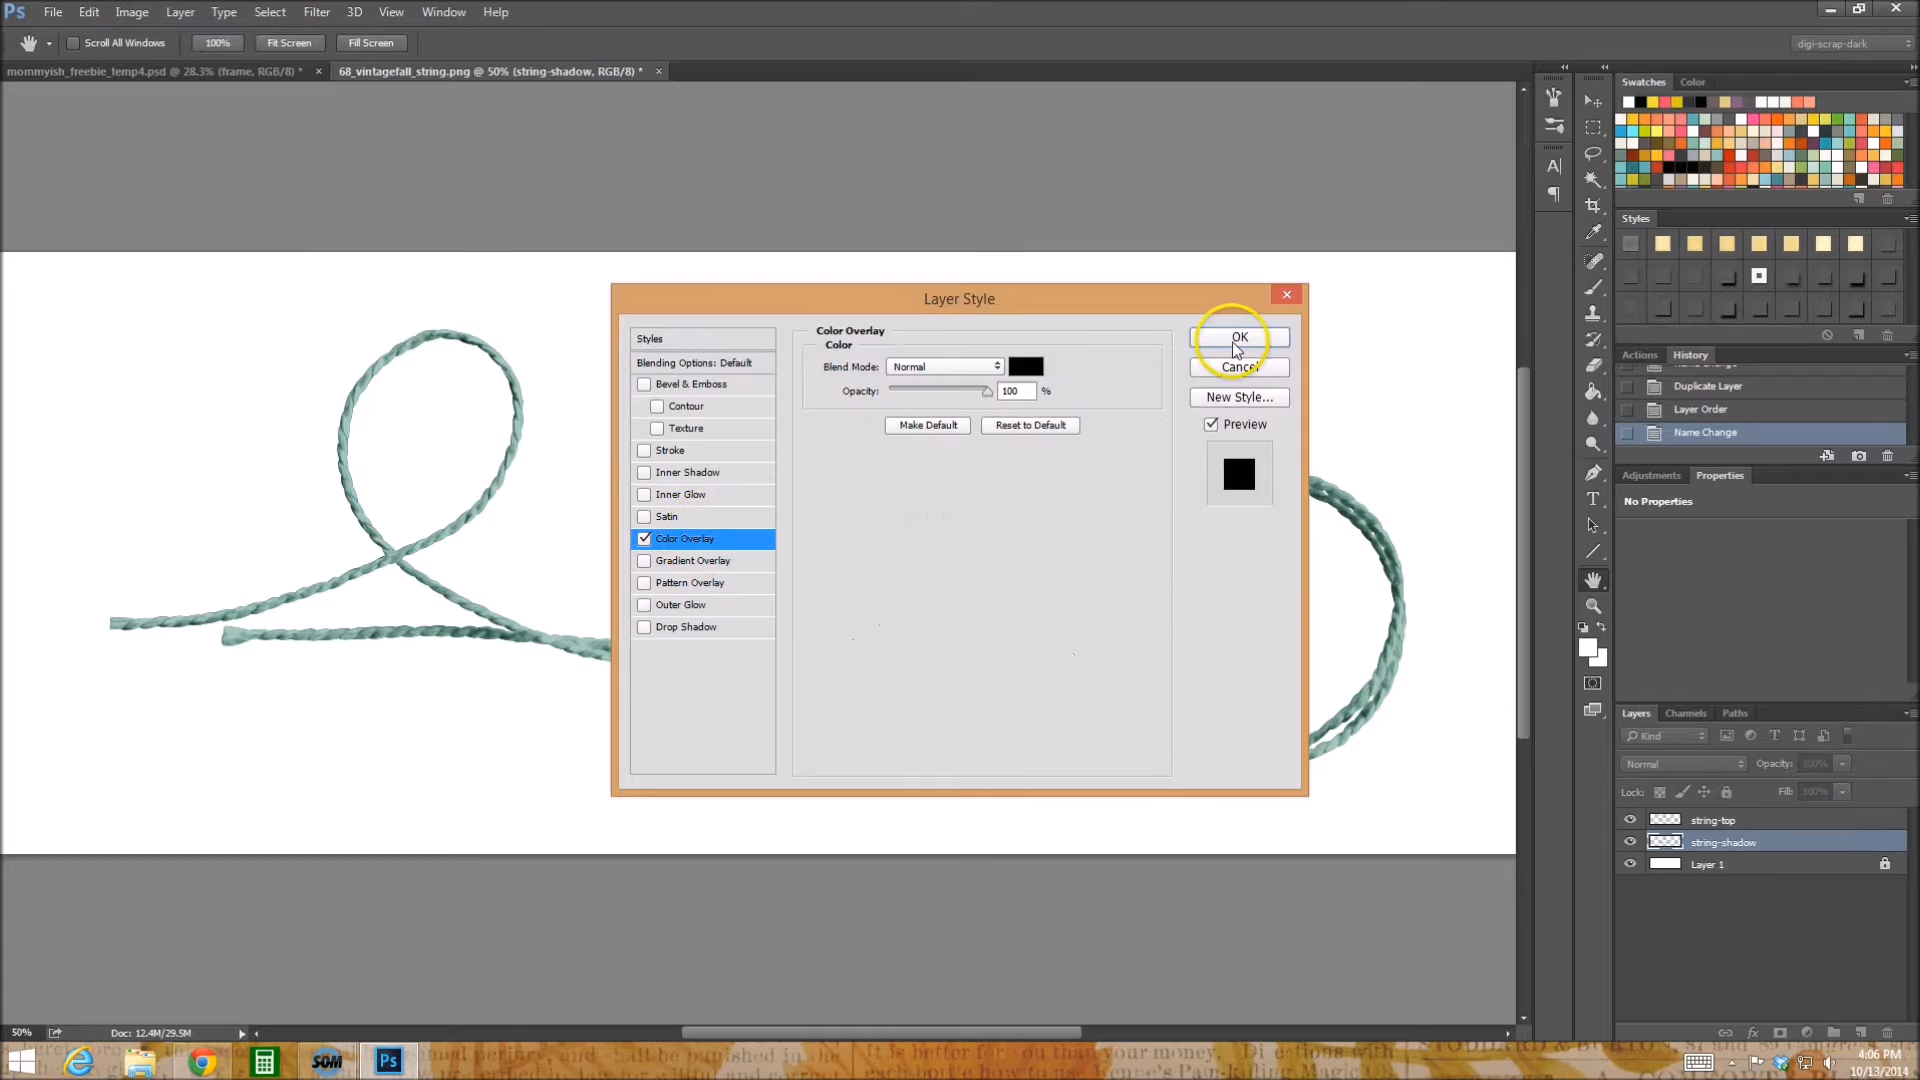 Ps File Edit Image Layer Type Select Filter 3D View Window Help
Scroll All Windows 100% Fit Screen Fill Screen digi-scrap-dark
mommyish_freebie_temp4.psd @ 28.3% (frame, RGB/8) * × 68_vintagefall_string.png @ 50% (string-shadow, RGB/8) * ×
Swatches Color
Styles
Actions History
Duplicate Layer
Layer Order
Name Change
Adjustments Properties
No Properties
Layer Style
Styles
Blending Options: Default
Bevel & Emboss
Contour
Texture
Stroke
Inner Shadow
Inner Glow
Satin
Color Overlay
Gradient Overlay
Pattern Overlay
Outer Glow
Drop Shadow
Color Overlay
Color
Blend Mode: Normal
Opacity: 100 %
Make Default Reset to Default
OK
Cancel
New Style...
Preview
Layers Channels Paths
Kind
Normal Opacity: 100%
Lock: Fill: 100%
string-top
string-shadow
Layer 1
50% Doc: 12.4M/29.5M
SOM Ps
4:06 PM
10/13/2014